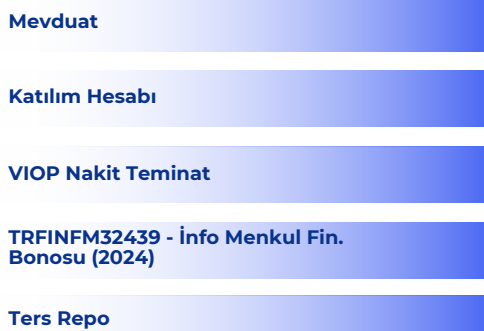 Mevduat
Katılım Hesabı
VIOP Nakit Teminat
TRFINFM32439 - İnfo Menkul Fin.
Bonosu (2024)
Ters Repo